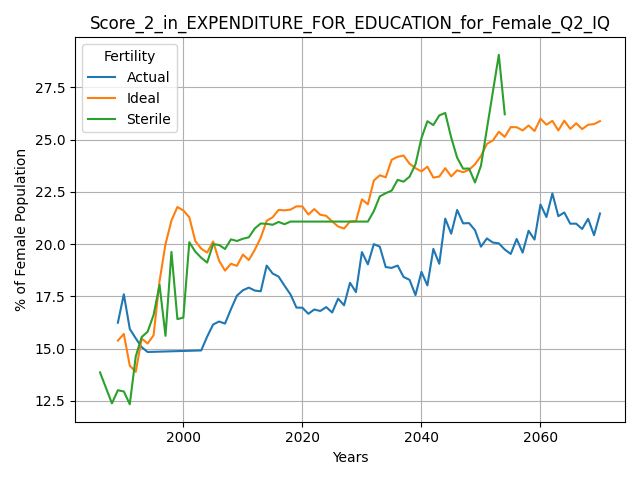 Score_2_in_EXPENDITURE_FOR_EDUCATION_for_Female_Q2_IQ
Fertility
Actual
Ideal
Sterile
% of Female Population
27.5
25.0
22.5
20.0
17.5
15.0
12.5
2000
2020
2040
2060
Years